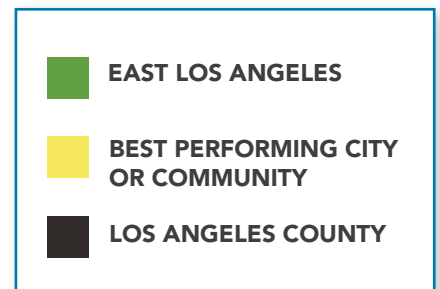 EAST LOS ANGELES
BEST PERFORMING CITY
OR COMMUNITY
LOS ANGELES COUNTY